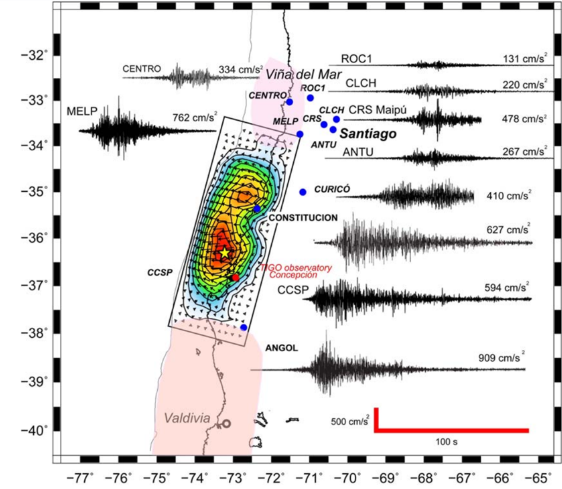 −32°
−33°
−34°
−35°
−36°
−37°
−38°
−39°
−40°
CENTRO
334 cm/s²
Viña del Mar
ROC1
CENTRO
CLCH
CRS
MELP
Santiago
ANTU
MELP
762 cm/s²
ROC1
131 cm/s²
CLCH
220 cm/s²
CRS Maipú
478 cm/s²
ANTU
267 cm/s²
CURICÓ
410 cm/s²
CONSTITUCION
627 cm/s²
TIGO observatory
Concepción
CCSP
CCSP
594 cm/s²
ANGOL
909 cm/s²
Valdivia
500 cm/s²
100 s
−77° −76° −75° −74° −73° −72° −71° −70° −69° −68° −67° −66° −65°